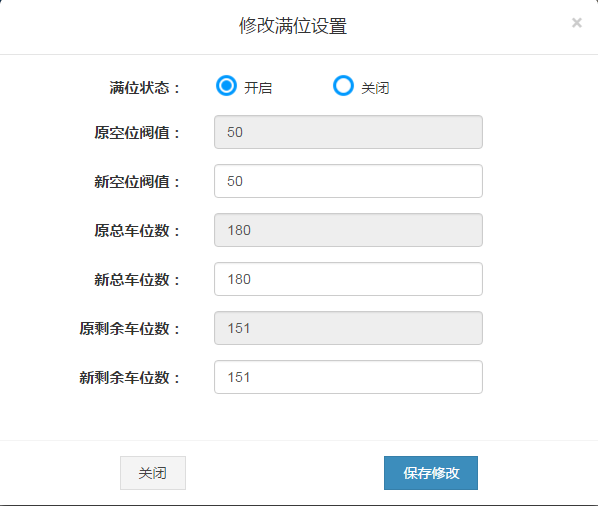 修改满位设置 ×
满位状态： 开启 关闭
原空位阀值： 50
新空位阀值： 50
原总车位数： 180
新总车位数： 180
原剩余车位数： 151
新剩余车位数： 151
关闭 保存修改